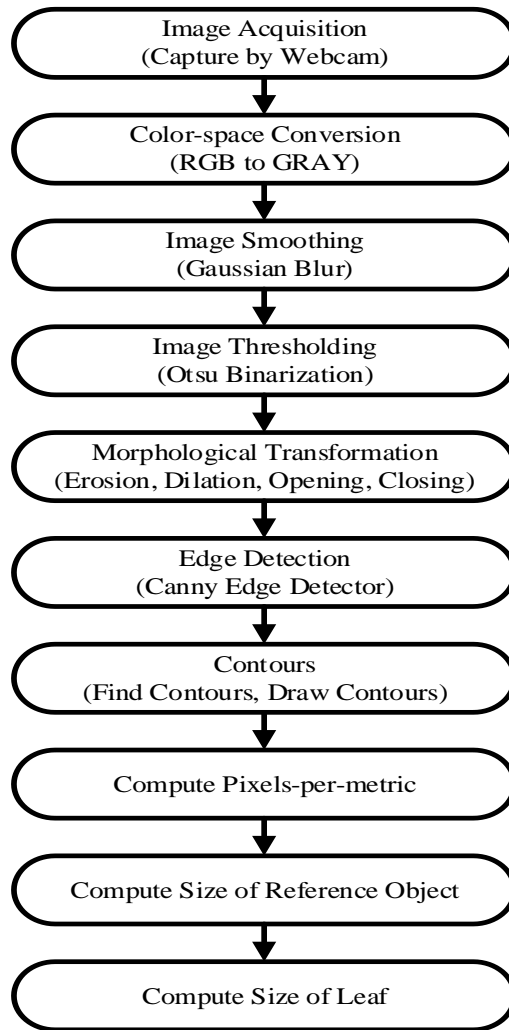 Image Acquisition
(Capture by Webcam)
Color-space Conversion
(RGB to GRAY)
Image Smoothing
(Gaussian Blur)
Image Thresholding
(Otsu Binarization)
Morphological Transformation
(Erosion, Dilation, Opening, Closing)
Edge Detection
(Canny Edge Detector)
Contours
(Find Contours, Draw Contours)
Compute Pixels-per-metric
Compute Size of Reference Object
Compute Size of Leaf